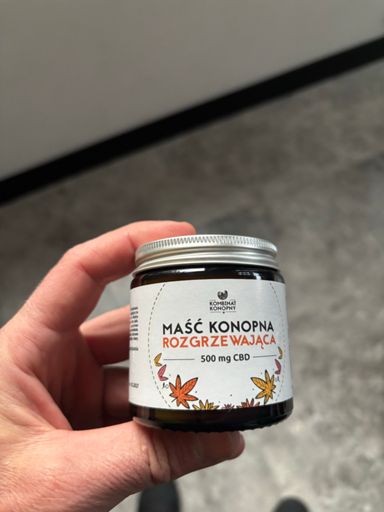 KOMBINAT
KONOPNY
MAŚĆ KONOPNA
ROZGRZEWAJĄCA
500 mg CBD